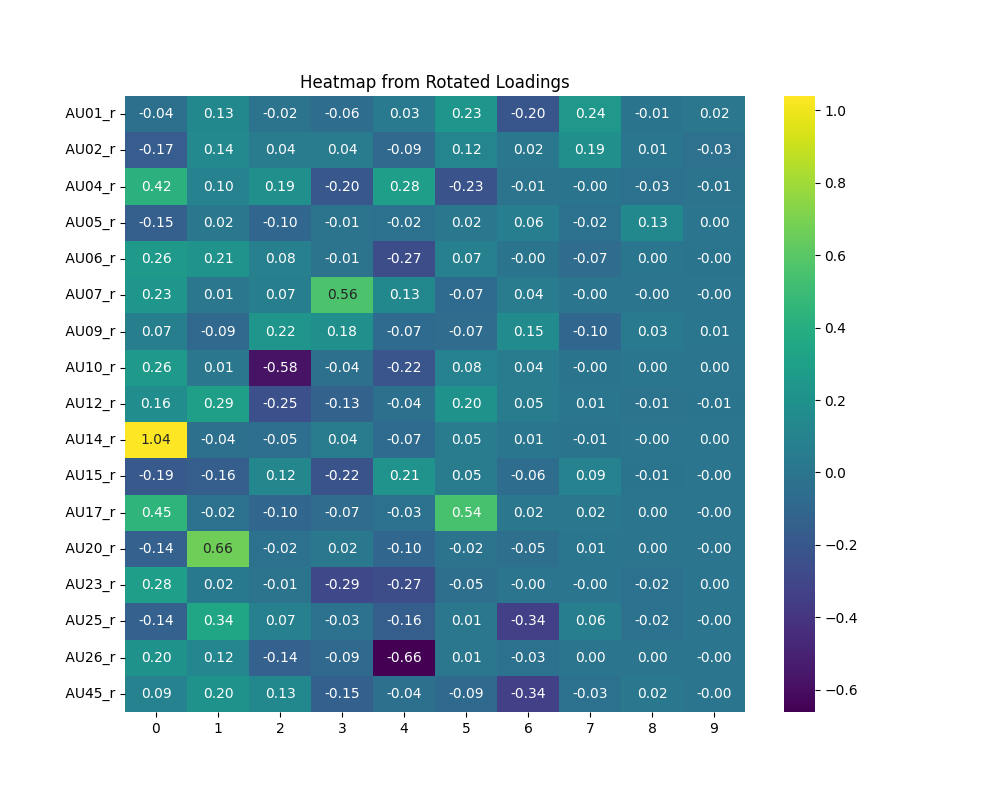 Heatmap from Rotated Loadings
AU01_r -0.04 0.13 -0.02 -0.06 0.03 0.23 -0.20 0.24 -0.01 0.02
AU02_r -0.17 0.14 0.04 0.04 -0.09 0.12 0.02 0.19 0.01 -0.03
AU04_r 0.42 0.10 0.19 -0.20 0.28 -0.23 -0.01 -0.00 -0.03 -0.01
AU05_r -0.15 0.02 -0.10 -0.01 -0.02 0.02 0.06 -0.02 0.13 0.00
AU06_r 0.26 0.21 0.08 -0.01 -0.27 0.07 -0.00 -0.07 0.00 -0.00
AU07_r 0.23 0.01 0.07 0.56 0.13 -0.07 0.04 -0.00 -0.00 -0.00
AU09_r 0.07 -0.09 0.22 0.18 -0.07 -0.07 0.15 -0.10 0.03 0.01
AU10_r 0.26 0.01 -0.58 -0.04 -0.22 0.08 0.04 -0.00 0.00 0.00
AU12_r 0.16 0.29 -0.25 -0.13 -0.04 0.20 0.05 0.01 -0.01 -0.01
AU14_r 1.04 -0.04 -0.05 0.04 -0.07 0.05 0.01 -0.01 -0.00 0.00
AU15_r -0.19 -0.16 0.12 -0.22 0.21 0.05 -0.06 0.09 -0.01 -0.00
AU17_r 0.45 -0.02 -0.10 -0.07 -0.03 0.54 0.02 0.02 0.00 -0.00
AU20_r -0.14 0.66 -0.02 0.02 -0.10 -0.02 -0.05 0.01 0.00 -0.00
AU23_r 0.28 0.02 -0.01 -0.29 -0.27 -0.05 -0.00 -0.00 -0.02 0.00
AU25_r -0.14 0.34 0.07 -0.03 -0.16 0.01 -0.34 0.06 -0.02 -0.00
AU26_r 0.20 0.12 -0.14 -0.09 -0.66 0.01 -0.03 0.00 0.00 -0.00
AU45_r 0.09 0.20 0.13 -0.15 -0.04 -0.09 -0.34 -0.03 0.02 -0.00
0 1 2 3 4 5 6 7 8 9
1.0
0.8
0.6
0.4
0.2
0.0
−0.2
−0.4
−0.6